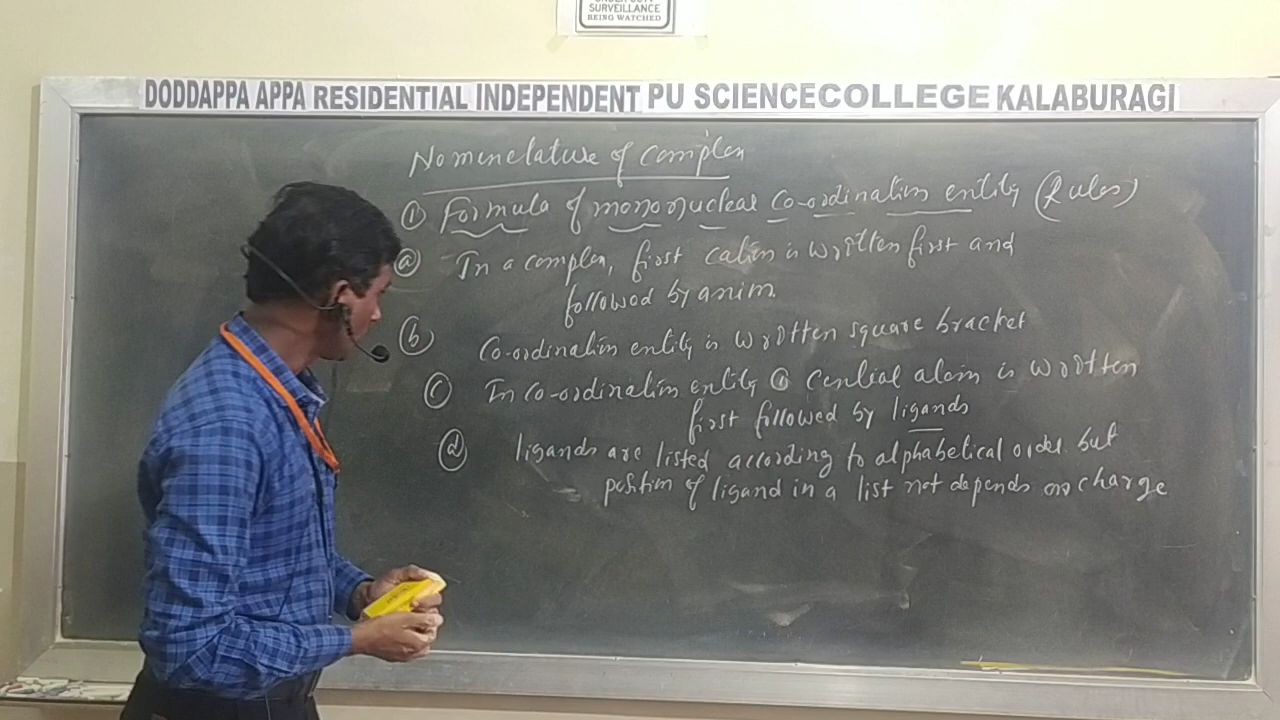 SURVEILLANCE
BEING WATCHED
DODDAPPA APPA RESIDENTIAL INDEPENDENT PU SCIENCECOLLEGE KALABURAGI
Nomenclature of Complex
① Formula of mononuclear Co-ordination entity (Rules)
ⓐ In a complex, first cation is written first and
followed by anion.
ⓑ Co-ordination entity is written square bracket
ⓒ In co-ordination entity central atom is written
first followed by ligands
ⓓ ligands are listed according to alphabetical order but
position of ligand in a list not depends on charge